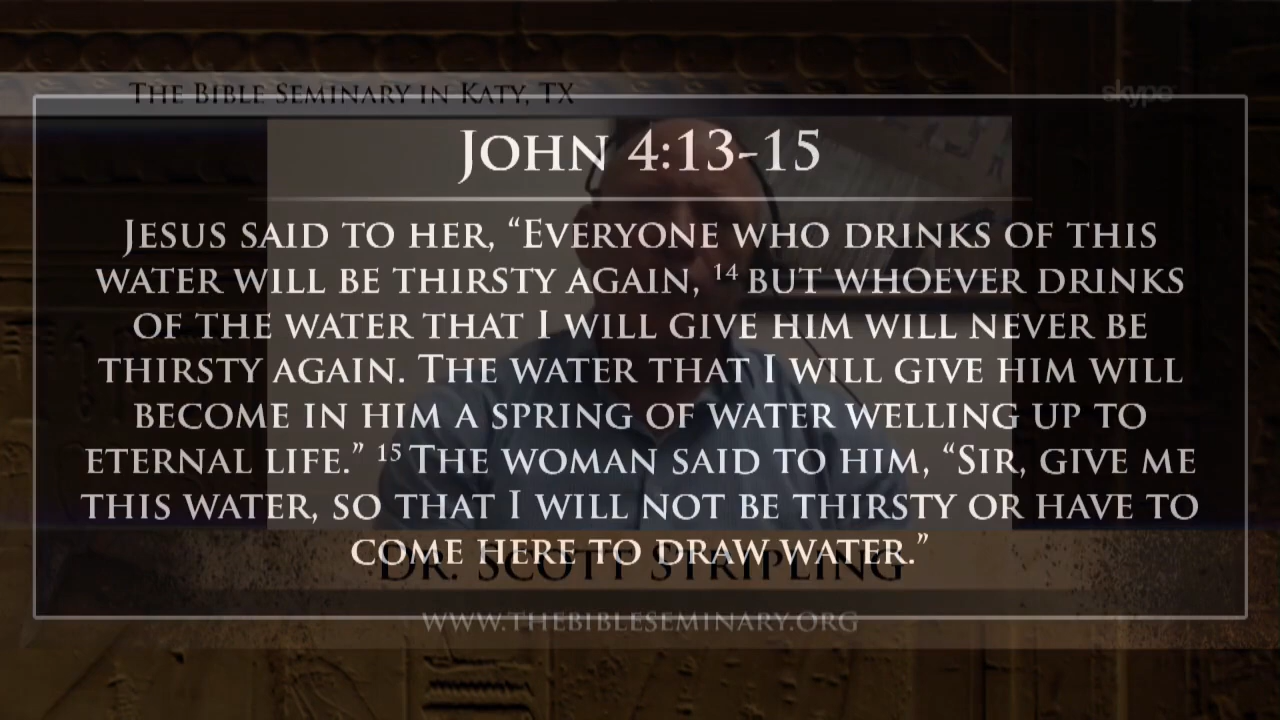 The Bible Seminary in Katy, TX
skype
John 4:13-15
Jesus said to her, “Everyone who drinks of this
water will be thirsty again, 14 but whoever drinks
of the water that I will give him will never be
thirsty again. The water that I will give him will
become in him a spring of water welling up to
eternal life.” 15 The woman said to him, “Sir, give me
this water, so that I will not be thirsty or have to
come here to draw water.”
Dr. Scott Stripling
www.thebibleseminary.org